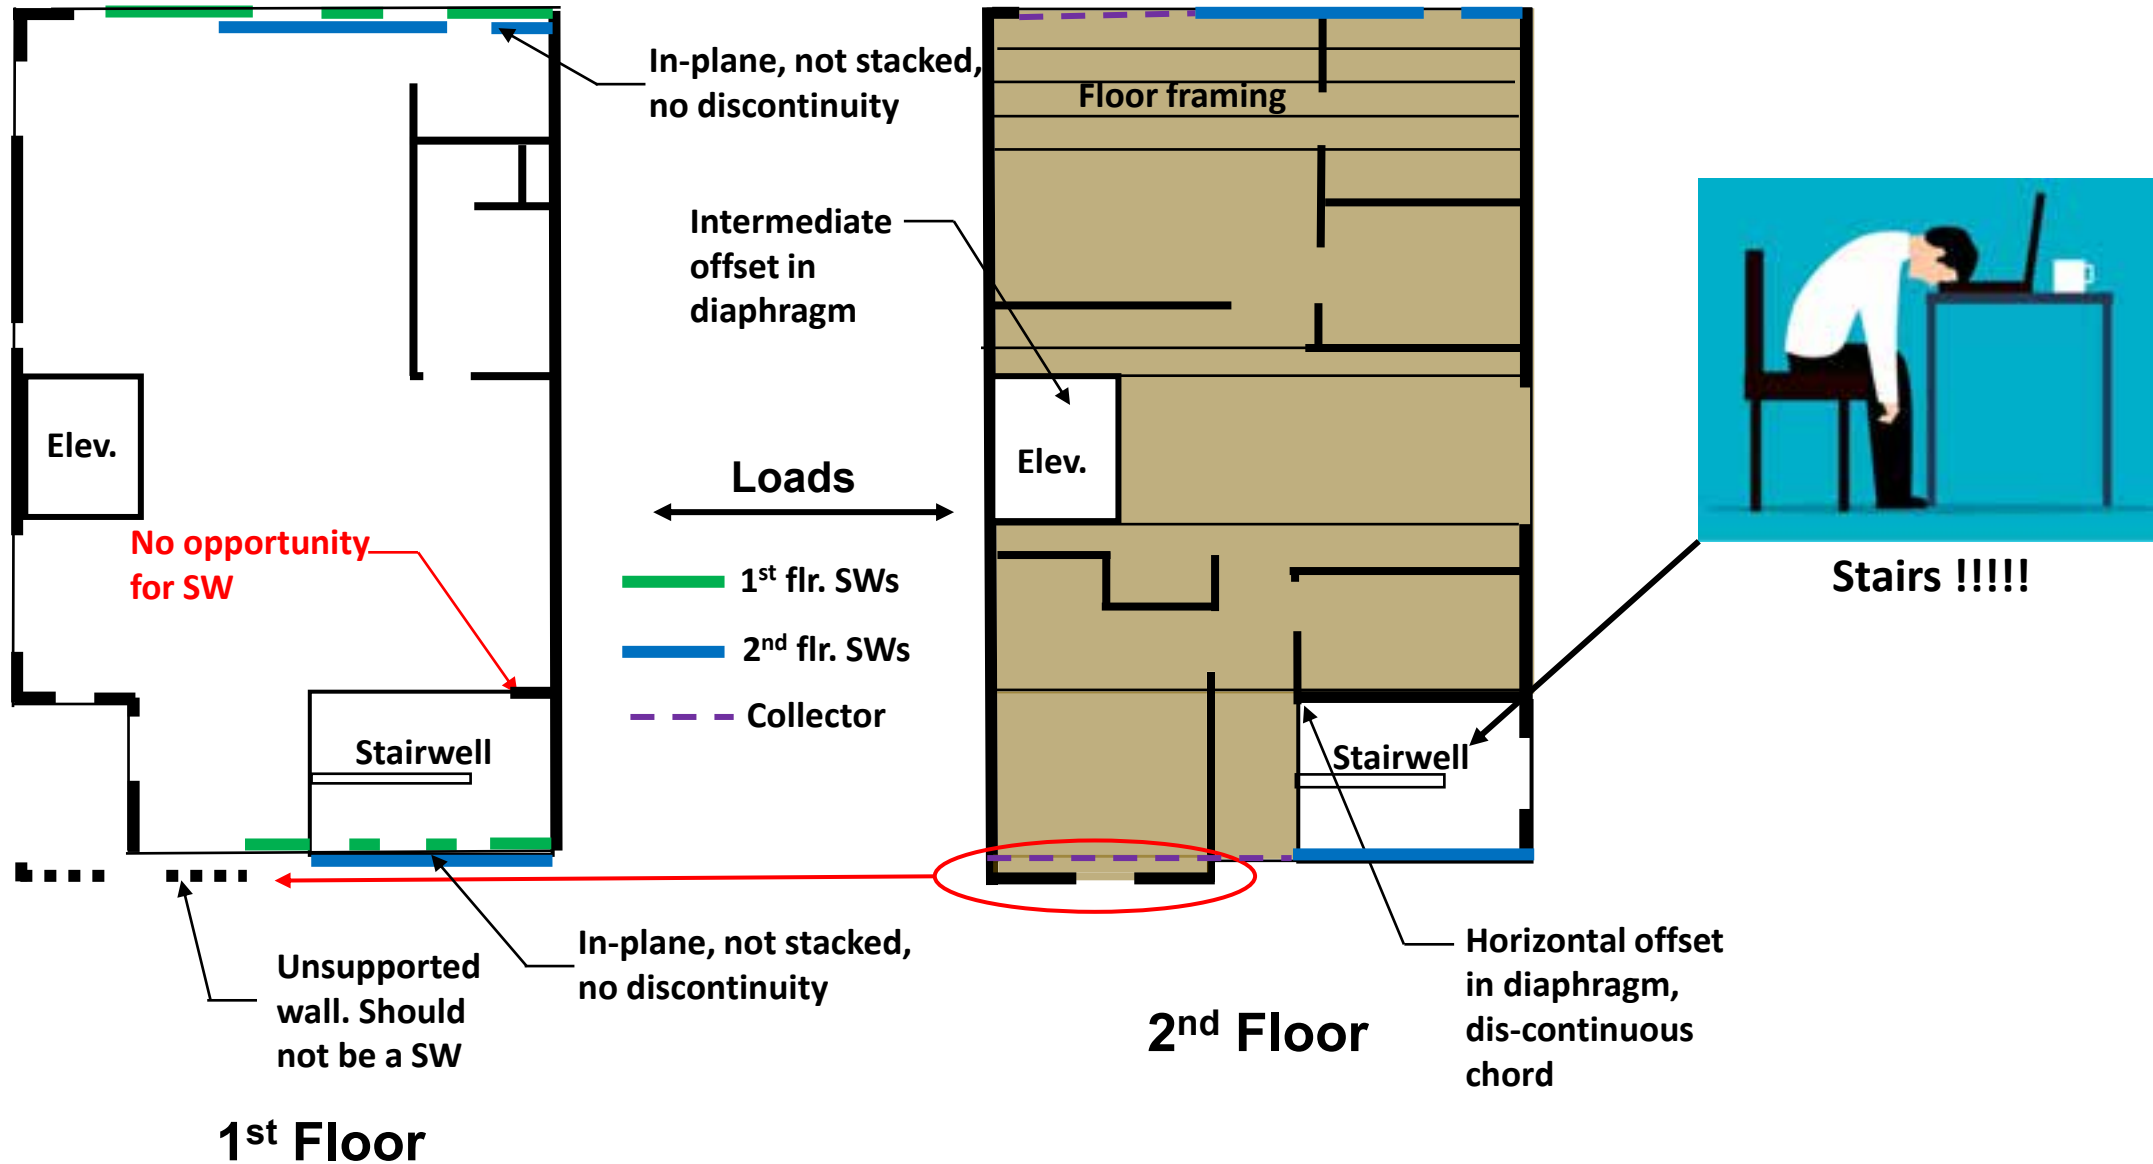 In-plane, not stacked,
no discontinuity
Floor framing
Intermediate
offset in
diaphragm
Elev.
Elev.
Loads
No opportunity
for SW
1st flr. SWs
2nd flr. SWs
Collector
Stairs !!!!!
Stairwell
Stairwell
Unsupported
wall. Should
not be a SW
In-plane, not stacked,
no discontinuity
Horizontal offset
in diaphragm,
dis-continuous
chord
2nd Floor
1st Floor